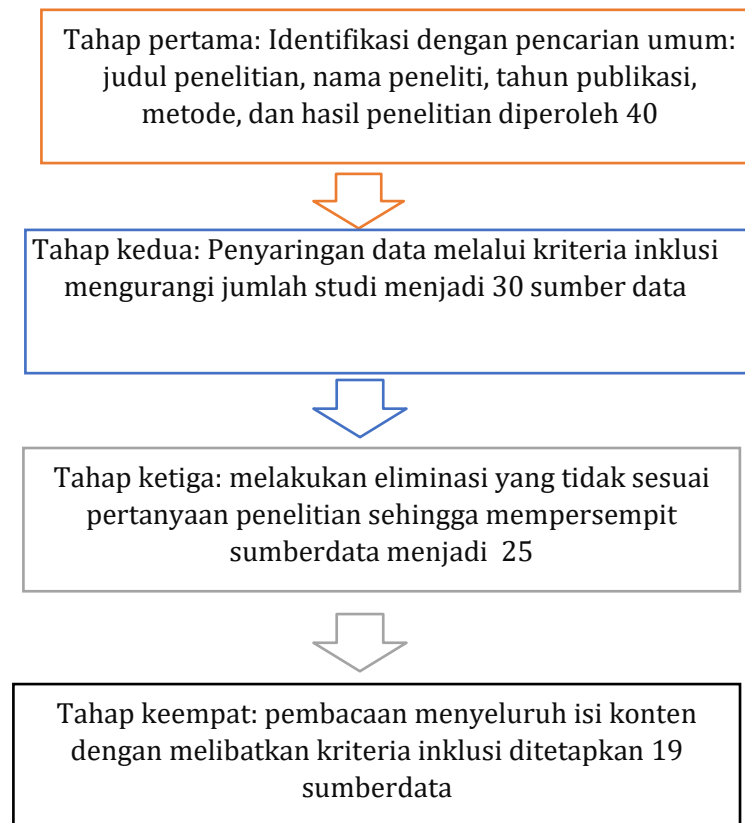 Tahap pertama: Identifikasi dengan pencarian umum:
judul penelitian, nama peneliti, tahun publikasi,
metode, dan hasil penelitian diperoleh 40
Tahap kedua: Penyaringan data melalui kriteria inklusi
mengurangi jumlah studi menjadi 30 sumber data
Tahap ketiga: melakukan eliminasi yang tidak sesuai
pertanyaan penelitian sehingga mempersempit
sumberdata menjadi 25
Tahap keempat: pembacaan menyeluruh isi konten
dengan melibatkan kriteria inklusi ditetapkan 19
sumberdata